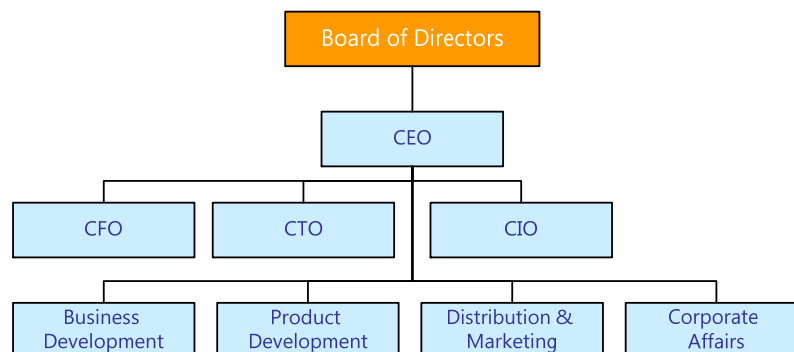 Board of Directors
CEO
CFO
CTO
CIO
Business
Development
Product
Development
Distribution &
Marketing
Corporate
Affairs